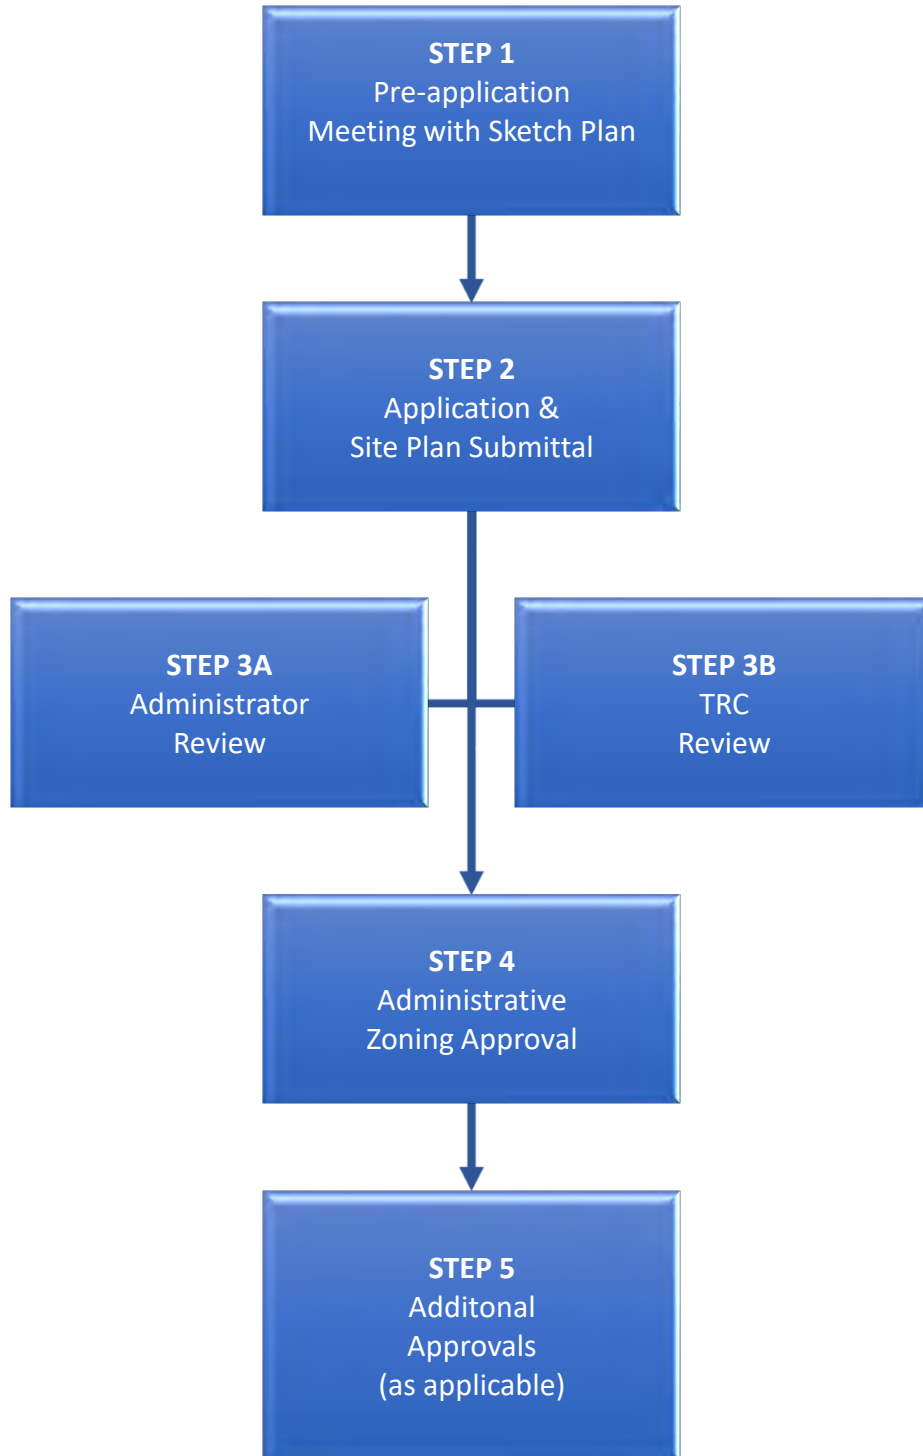 STEP 1
Pre-application
Meeting with Sketch Plan
STEP 2
Application &
Site Plan Submittal
STEP 3A
Administrator
Review
STEP 3B
TRC
Review
STEP 4
Administrative
Zoning Approval
STEP 5
Additonal
Approvals
(as applicable)